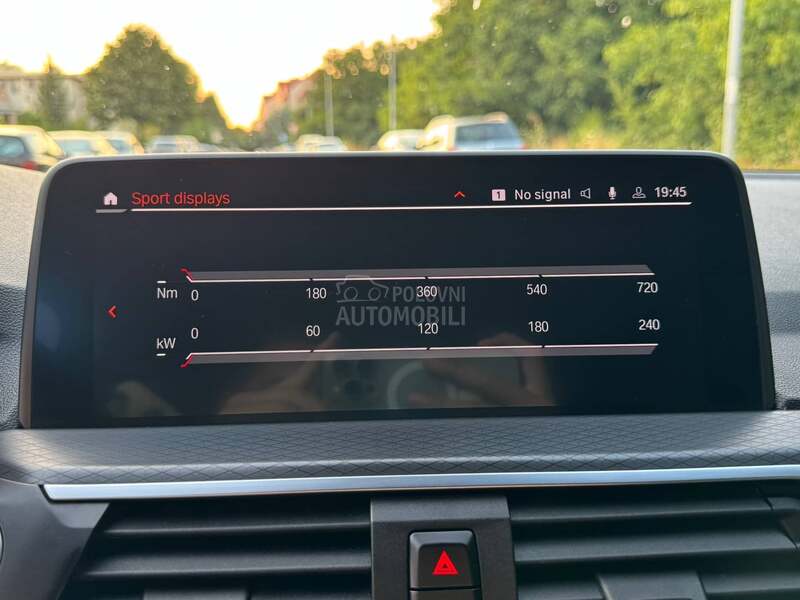 Sport displays 1 No signal 19:45
Nm 0 180 360 540 720
POLOVNI
AUTOMOBILI
kW 0 60 120 180 240